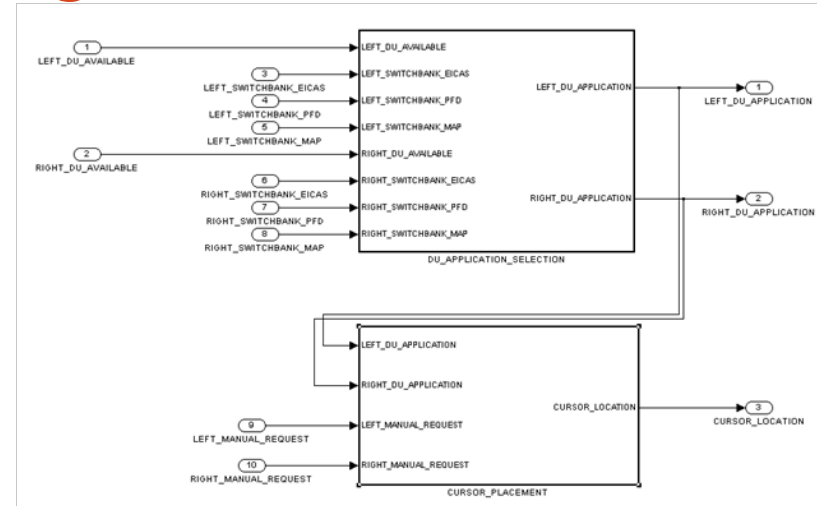 1
LEFT_DU_AVAILABLE
3
LEFT_SWITCHBANK_EICAS
4
LEFT_SWITCHBANK_PFD
5
LEFT_SWITCHBANK_MAP
2
RIGHT_DU_AVAILABLE
6
RIGHT_SWITCHBANK_EICAS
7
RIGHT_SWITCHBANK_PFD
8
RIGHT_SWITCHBANK_MAP
LEFT_DU_AVAILABLE
LEFT_SWITCHBANK_EICAS
LEFT_SWITCHBANK_PFD
LEFT_SWITCHBANK_MAP
RIGHT_DU_AVAILABLE
RIGHT_SWITCHBANK_EICAS
RIGHT_SWITCHBANK_PFD
RIGHT_SWITCHBANK_MAP
LEFT_DU_APPLICATION
RIGHT_DU_APPLICATION
DU_APPLICATION_SELECTION
1
LEFT_DU_APPLICATION
2
RIGHT_DU_APPLICATION
9
LEFT_MANUAL_REQUEST
10
RIGHT_MANUAL_REQUEST
LEFT_DU_APPLICATION
RIGHT_DU_APPLICATION
LEFT_MANUAL_REQUEST
RIGHT_MANUAL_REQUEST
CURSOR_LOCATION
CURSOR_PLACEMENT
3
CURSOR_LOCATION